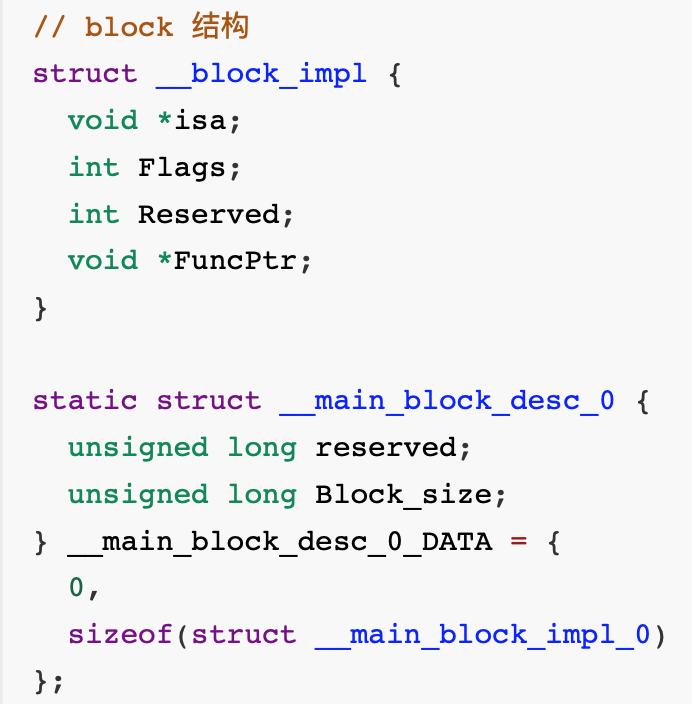 // block 结构
struct __block_impl {
  void *isa;
  int Flags;
  int Reserved;
  void *FuncPtr;
}

static struct __main_block_desc_0 {
  unsigned long reserved;
  unsigned long Block_size;
} __main_block_desc_0_DATA = {
  0,
  sizeof(struct __main_block_impl_0)
};